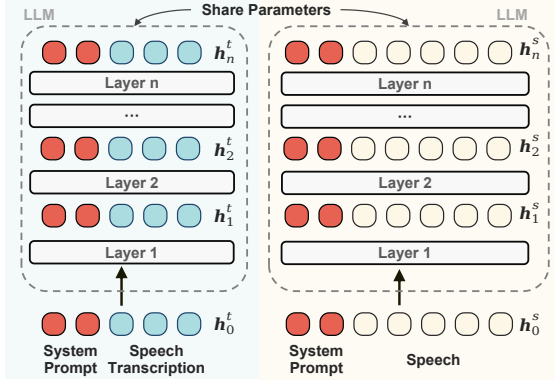 LLM
Share Parameters
LLM
h_n^t
h_n^s
Layer n
Layer n
...
...
h_2^t
h_2^s
Layer 2
Layer 2
h_1^t
h_1^s
Layer 1
Layer 1
h_0^t
h_0^s
System
Prompt
Speech
Transcription
System
Prompt
Speech